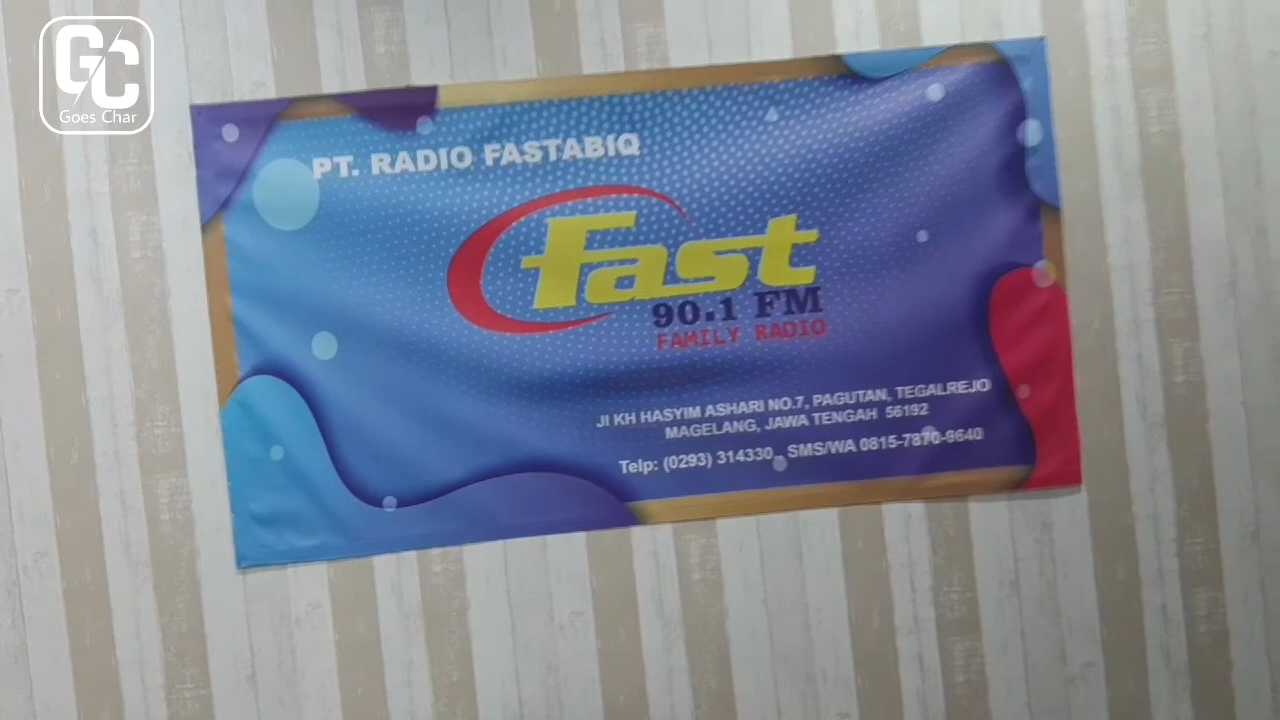 GC
Goes Char
PT. RADIO FASTABIQ
Fast
90.1 FM
FAMILY RADIO
Jl KH HASYIM ASHARI NO.7, PAGUTAN, TEGALREJO
MAGELANG, JAWA TENGAH 56192
Telp: (0293) 314330,, SMS/WA 0815-7870-9640